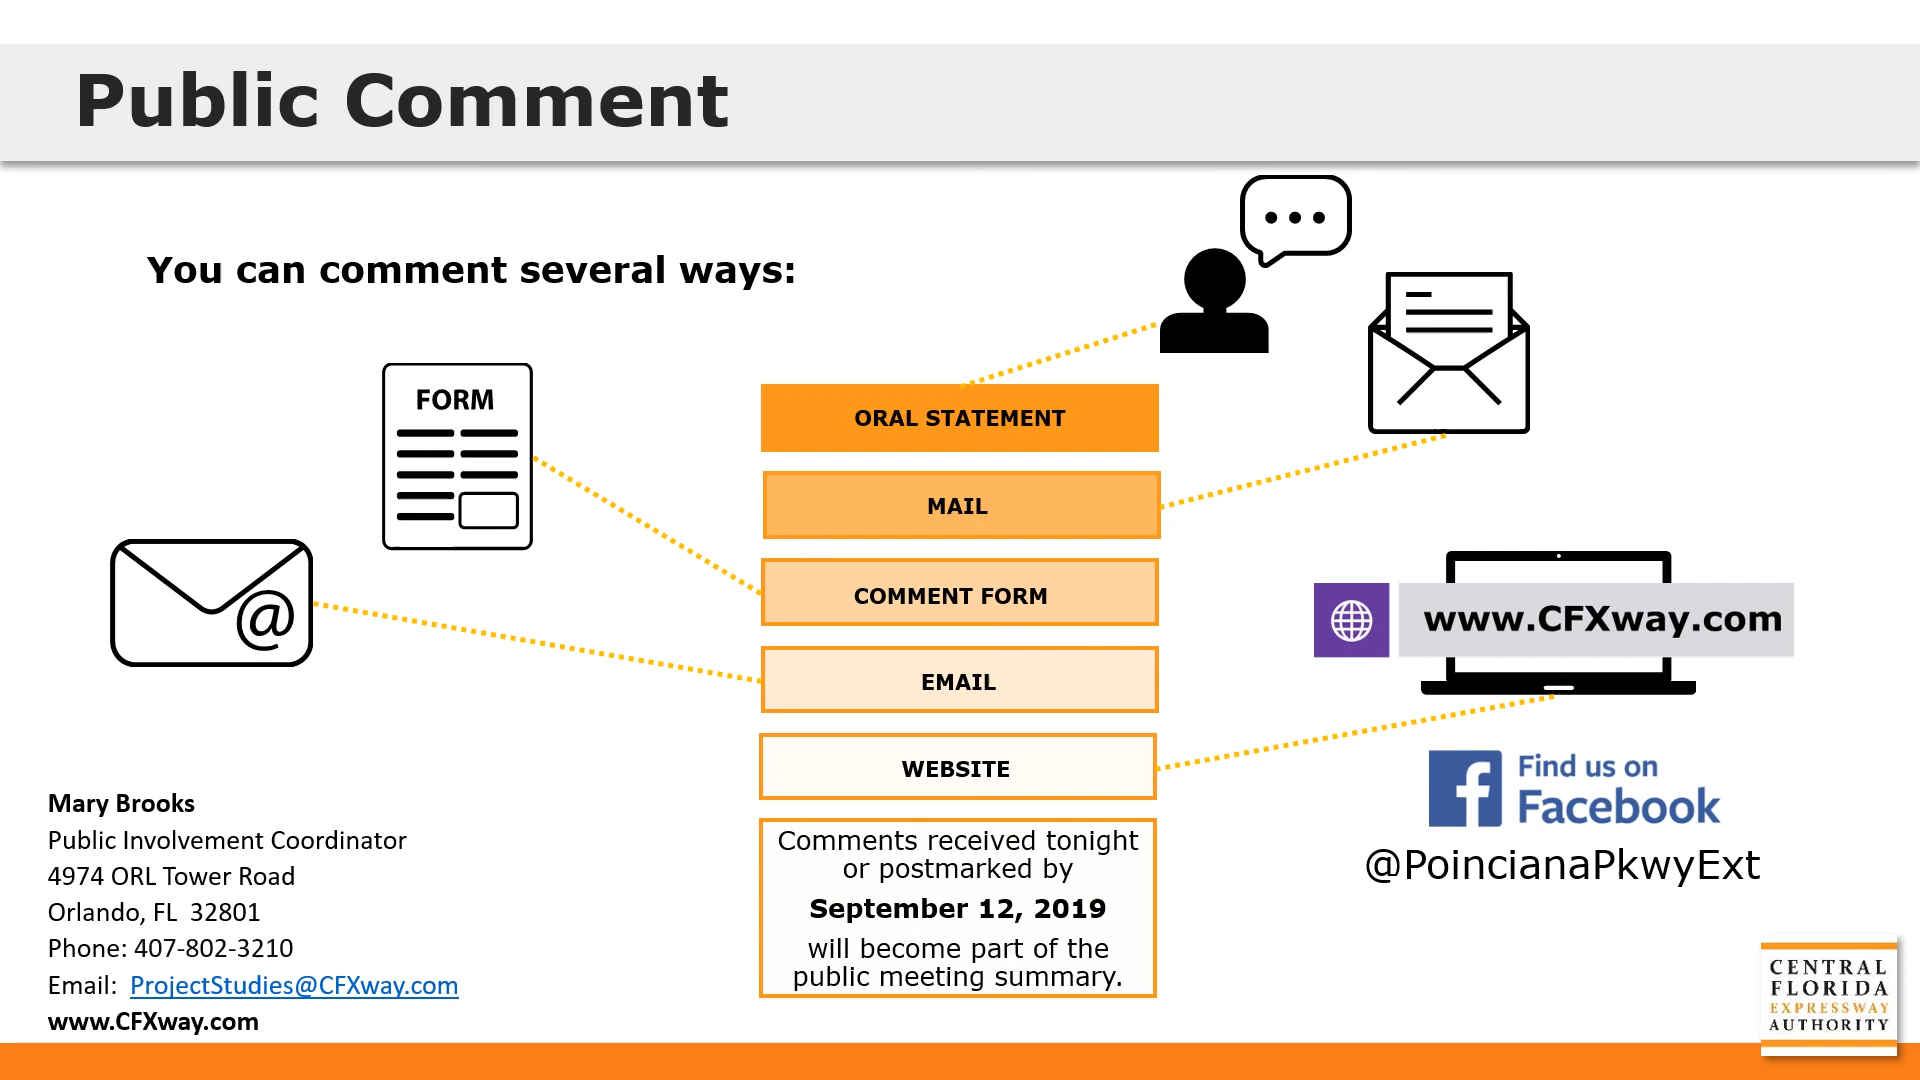 Public Comment
You can comment several ways:
FORM
@
ORAL STATEMENT
MAIL
COMMENT FORM
EMAIL
WEBSITE
Comments received tonight
or postmarked by
September 12, 2019
will become part of the
public meeting summary.
www.CFXway.com
Find us on
Facebook
@PoincianaPkwyExt
Mary Brooks
Public Involvement Coordinator
4974 ORL Tower Road
Orlando, FL  32801
Phone: 407-802-3210
Email:  ProjectStudies@CFXway.com
www.CFXway.com
CENTRAL
FLORIDA
EXPRESSWAY
AUTHORITY